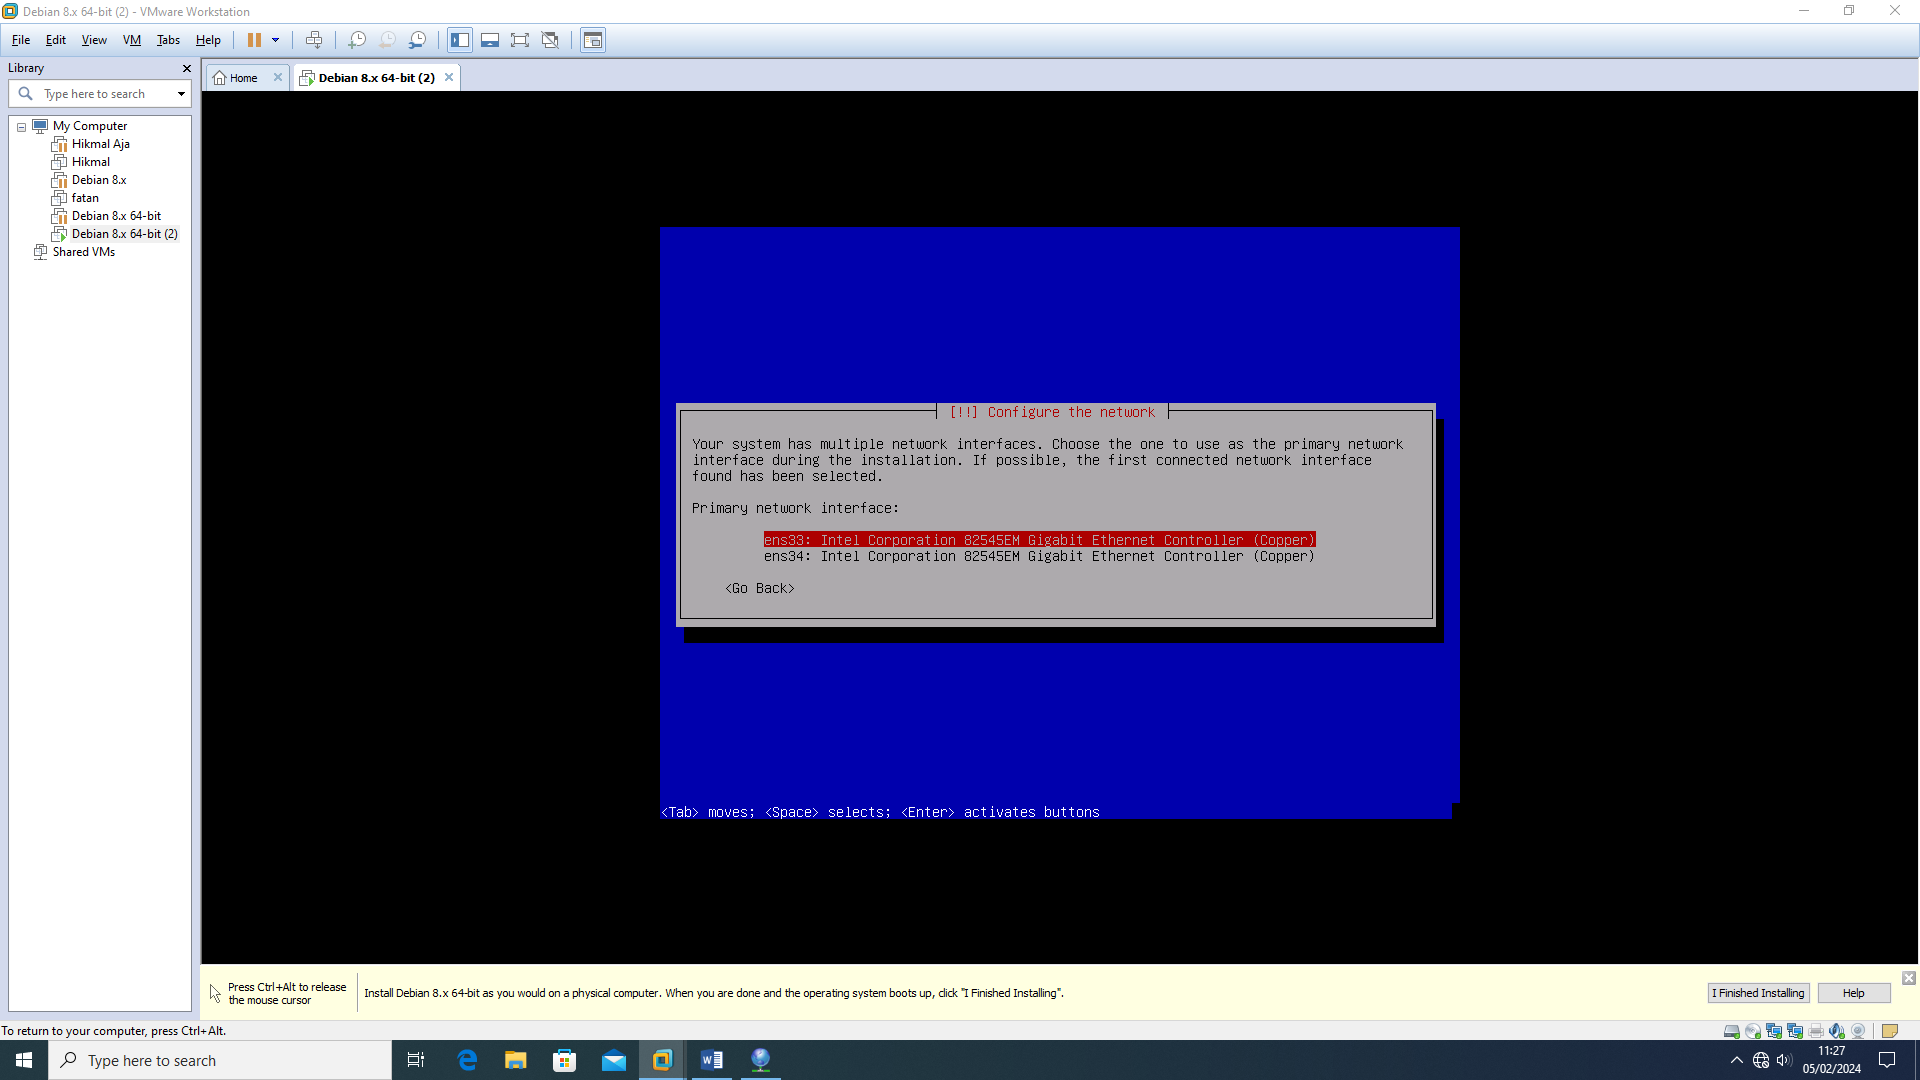 Debian 8.x 64-bit (2) - VMware Workstation
File Edit View VM Tabs Help
Library
Type here to search
My Computer
Hikmal Aja
Hikmal
Debian 8.x
fatan
Debian 8.x 64-bit
Debian 8.x 64-bit (2)
Shared VMs
Home
Debian 8.x 64-bit (2)
[!!] Configure the network
Your system has multiple network interfaces. Choose the one to use as the primary network
interface during the installation. If possible, the first connected network interface
found has been selected.
Primary network interface:
ens33: Intel Corporation 82545EM Gigabit Ethernet Controller (Copper)
ens34: Intel Corporation 82545EM Gigabit Ethernet Controller (Copper)
<Go Back>
<Tab> moves; <Space> selects; <Enter> activates buttons
Press Ctrl+Alt to release
the mouse cursor
Install Debian 8.x 64-bit as you would on a physical computer. When you are done and the operating system boots up, click "I Finished Installing".
I Finished Installing
Help
To return to your computer, press Ctrl+Alt.
Type here to search
11:27
05/02/2024